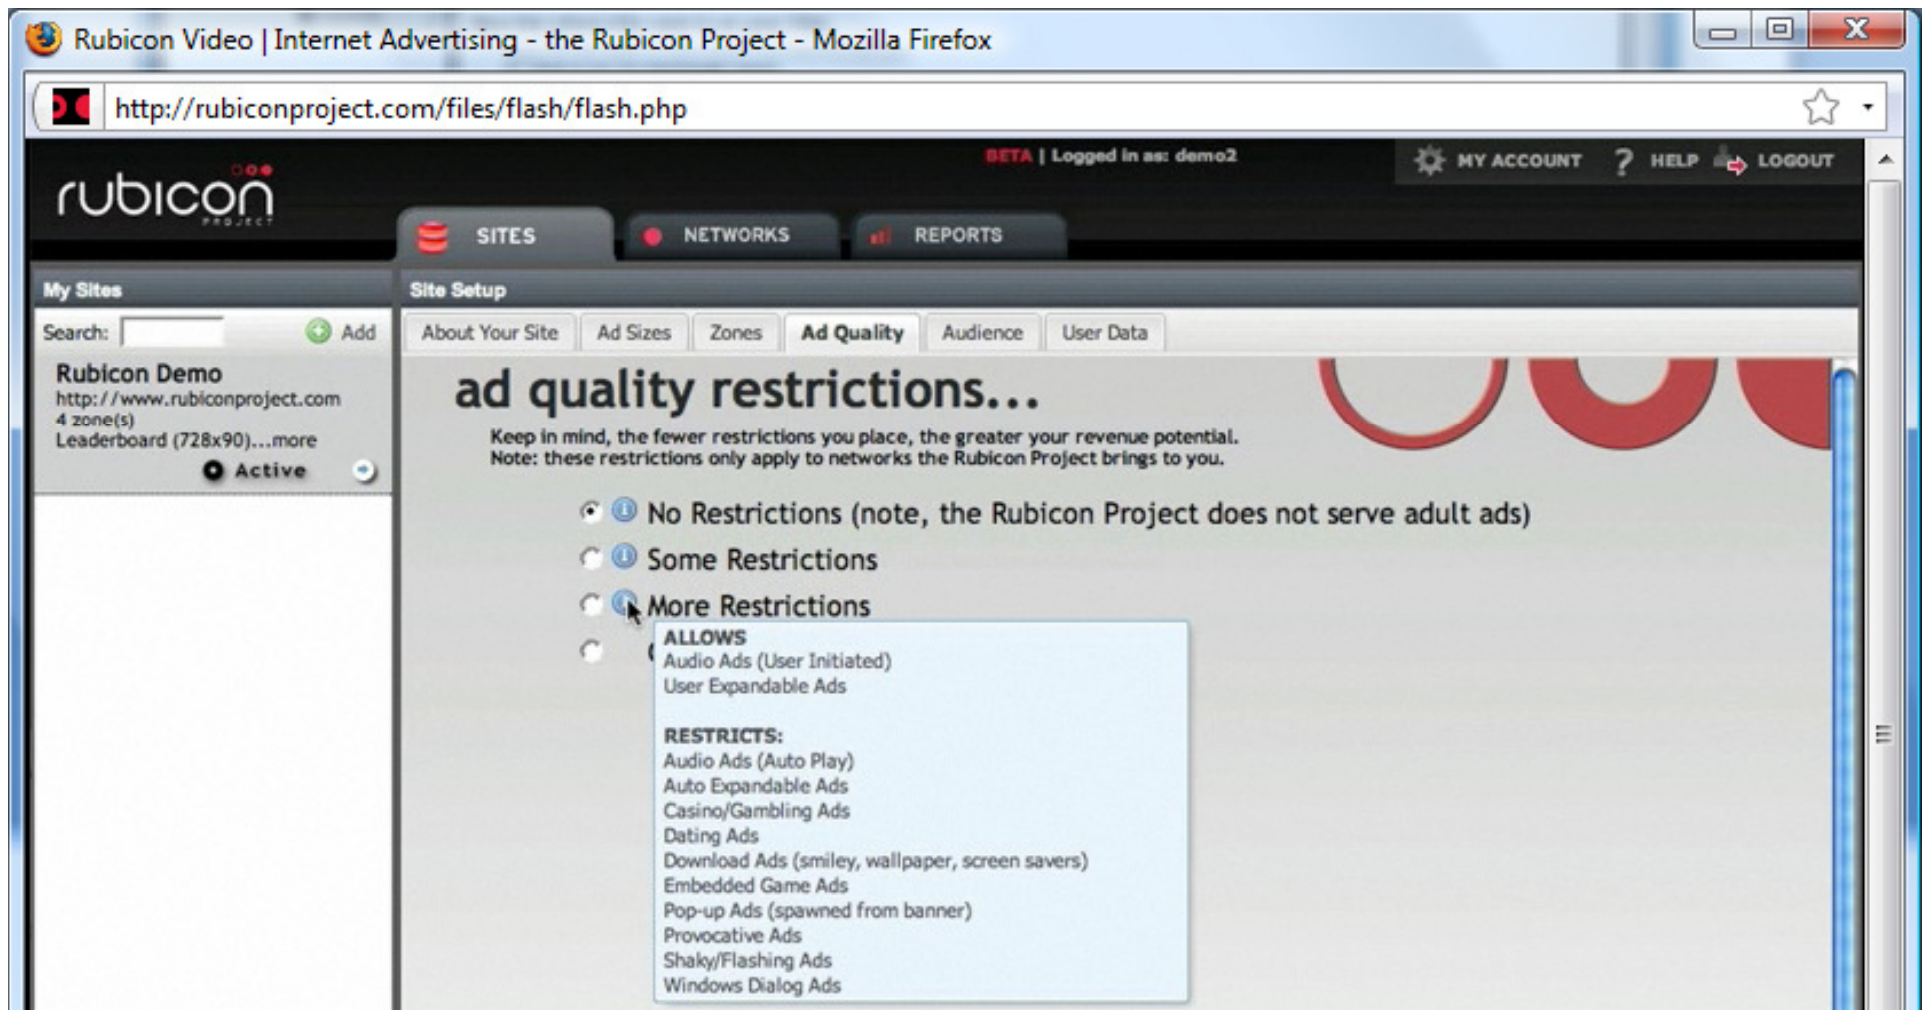 Rubicon Video | Internet Advertising - the Rubicon Project - Mozilla Firefox
http://rubiconproject.com/files/flash/flash.php
BETA | Logged in as: demo2
MY ACCOUNT
? HELP
LOGOUT
rubicon
PROJECT
SITES
NETWORKS
REPORTS
My Sites
Search:
Add
Rubicon Demo
http://www.rubiconproject.com
4 zone(s)
Leaderboard (728x90)...more
Active
Site Setup
About Your Site
Ad Sizes
Zones
Ad Quality
Audience
User Data
ad quality restrictions...
Keep in mind, the fewer restrictions you place, the greater your revenue potential.
Note: these restrictions only apply to networks the Rubicon Project brings to you.
No Restrictions (note, the Rubicon Project does not serve adult ads)
Some Restrictions
More Restrictions
ALLOWS
Audio Ads (User Initiated)
User Expandable Ads
RESTRICTS:
Audio Ads (Auto Play)
Auto Expandable Ads
Casino/Gambling Ads
Dating Ads
Download Ads (smiley, wallpaper, screen savers)
Embedded Game Ads
Pop-up Ads (spawned from banner)
Provocative Ads
Shaky/Flashing Ads
Windows Dialog Ads